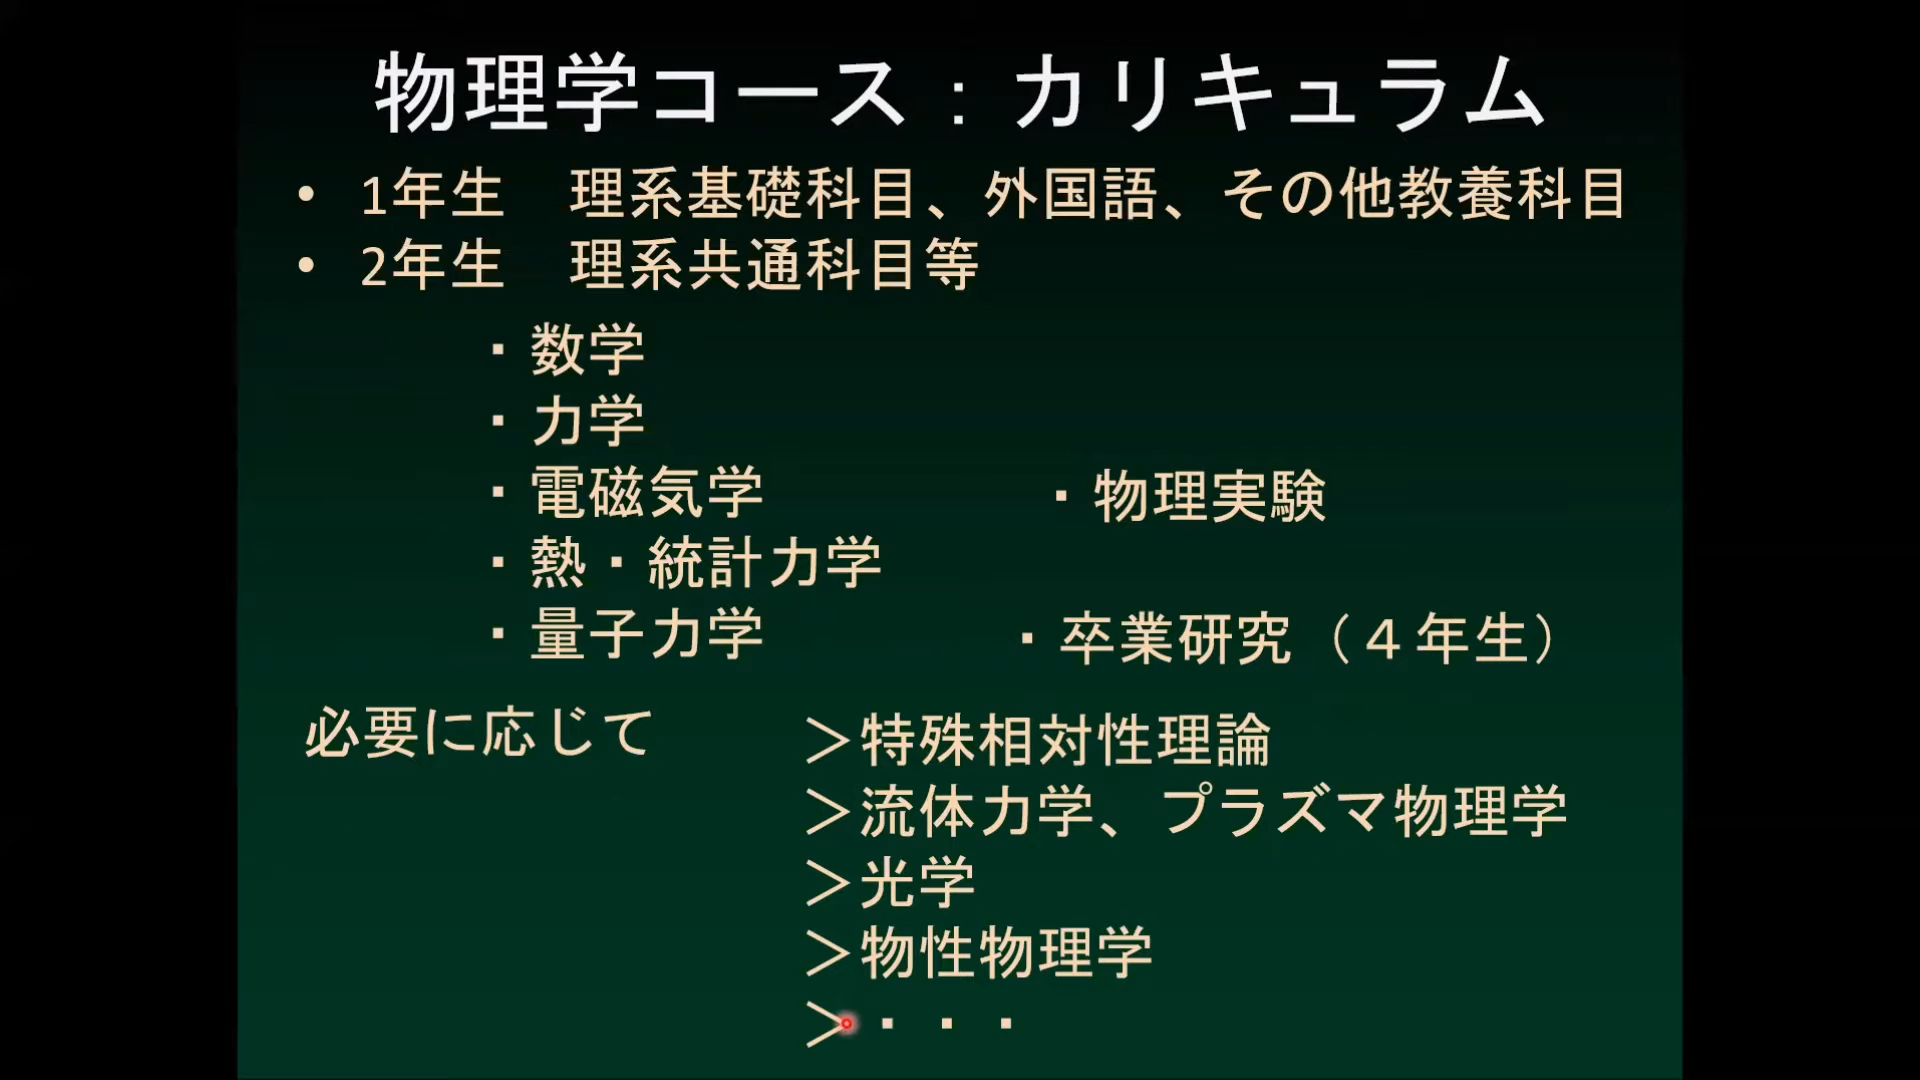 物理学コース：カリキュラム
• 1年生　理系基礎科目、外国語、その他教養科目
• 2年生　理系共通科目等
・数学
・力学
・電磁気学
・物理実験
・熱・統計力学
・量子力学
・卒業研究（４年生）
必要に応じて
＞特殊相対性理論
＞流体力学、プラズマ物理学
＞光学
＞物性物理学
＞・・・